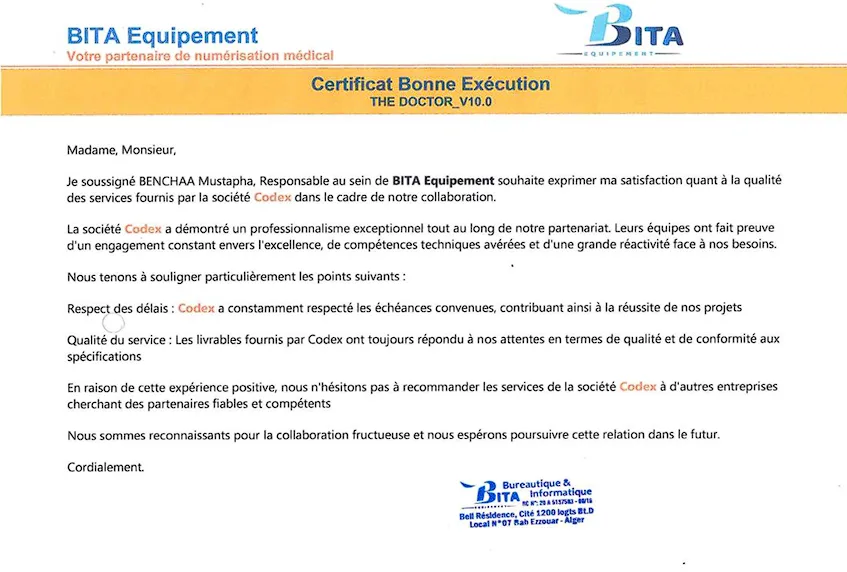 BITA Equipement
Votre partenaire de numérisation médical
BITA
EQUIPEMENT
Certificat Bonne Exécution
THE DOCTOR_V10.0
Madame, Monsieur,
Je soussigné BENCHAA Mustapha, Responsable au sein de BITA Equipement souhaite exprimer ma satisfaction quant à la qualité
des services fournis par la société Codex dans le cadre de notre collaboration.
La société Codex a démontré un professionnalisme exceptionnel tout au long de notre partenariat. Leurs équipes ont fait preuve
d'un engagement constant envers l'excellence, de compétences techniques avérées et d'une grande réactivité face à nos besoins.
Nous tenons à souligner particulièrement les points suivants :
Respect des délais : Codex a constamment respecté les échéances convenues, contribuant ainsi à la réussite de nos projets
Qualité du service : Les livrables fournis par Codex ont toujours répondu à nos attentes en termes de qualité et de conformité aux
spécifications
En raison de cette expérience positive, nous n'hésitons pas à recommander les services de la société Codex à d'autres entreprises
cherchant des partenaires fiables et compétents
Nous sommes reconnaissants pour la collaboration fructueuse et nous espérons poursuivre cette relation dans le futur.
Cordialement.
BITA Bureautique &
Informatique
RC N°: 20 A 5137583 - 00/16
Bell Résidence, Cité 1200 logts Bt.D
Local N°07 Bab Ezzouar - Alger